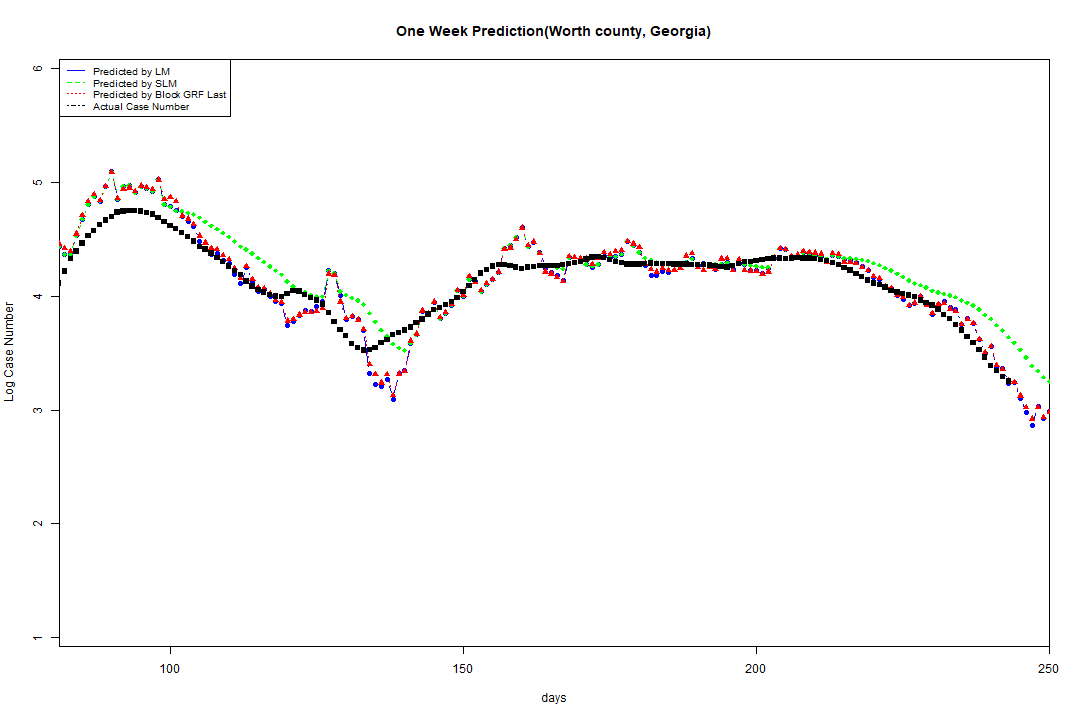 One Week Prediction(Worth county, Georgia)
Predicted by LM
Predicted by SLM
Predicted by Block GRF Last
Actual Case Number
6
5
4
3
2
1
Log Case Number
100 150 200 250
days